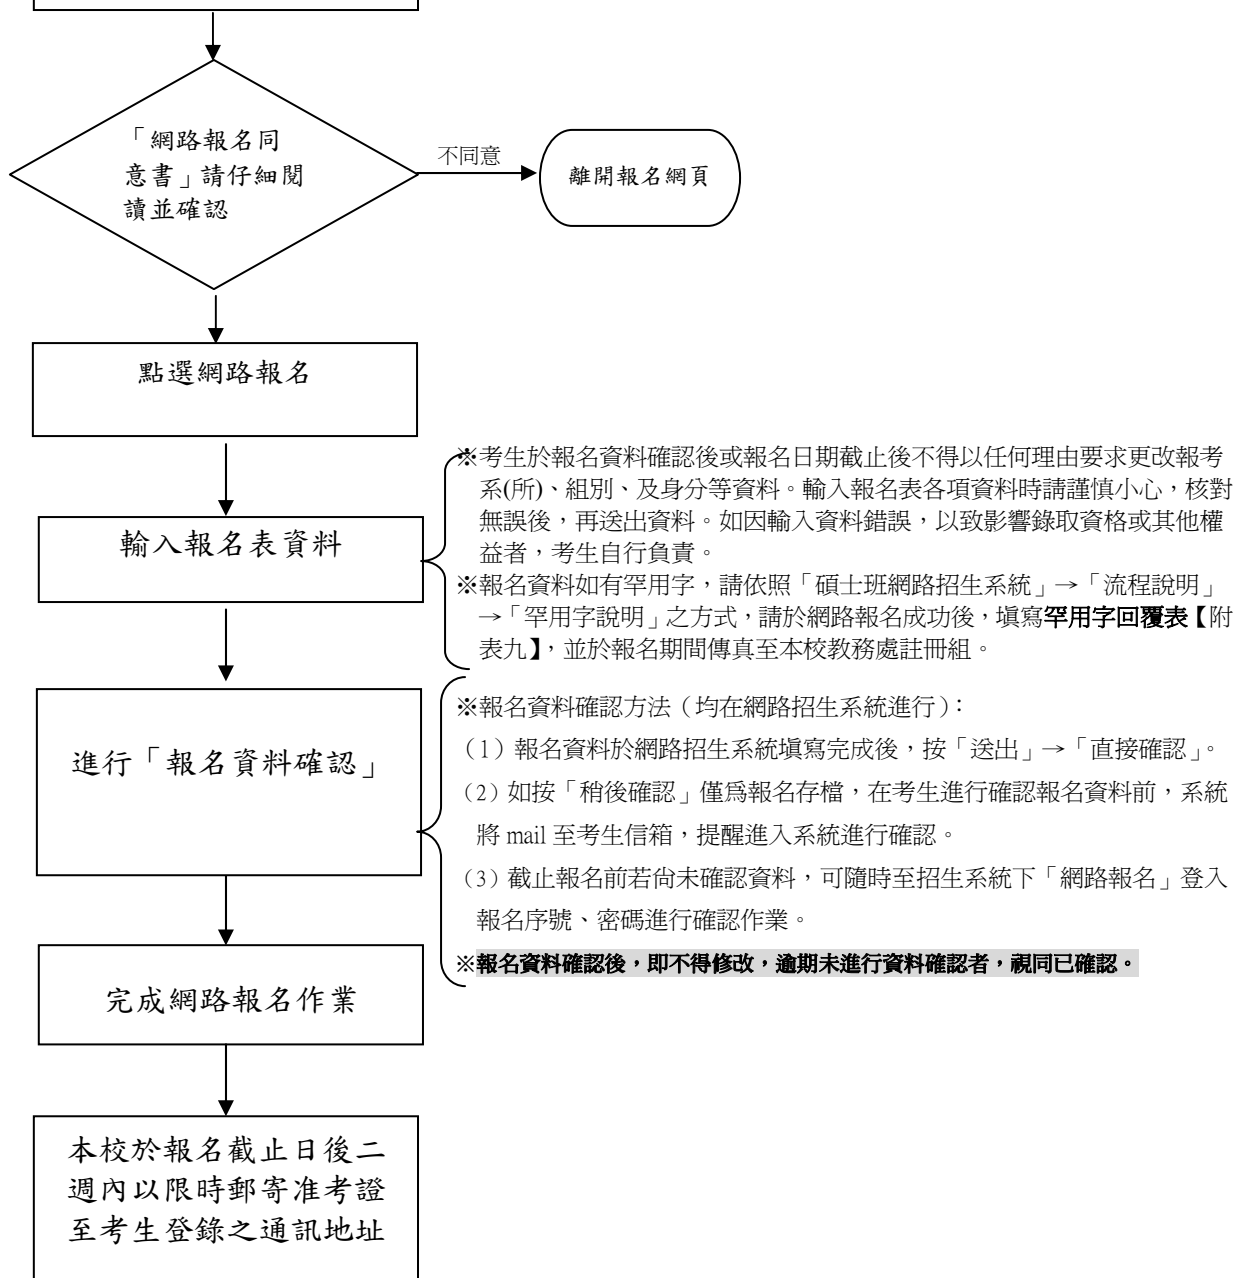 「網路報名同
意書」請仔細閱
讀並確認
不同意
離開報名網頁
點選網路報名
輸入報名表資料
※考生於報名資料確認後或報名日期截止後不得以任何理由要求更改報考
系(所)、組別、及身分等資料。輸入報名表各項資料時請謹慎小心，核對
無誤後，再送出資料。如因輸入資料錯誤，以致影響錄取資格或其他權
益者，考生自行負責。
※報名資料如有罕用字，請依照「碩士班網路招生系統」→「流程說明」
→「罕用字說明」之方式，請於網路報名成功後，填寫罕用字回覆表【附
表九】，並於報名期間傳真至本校教務處註冊組。
進行「報名資料確認」
※報名資料確認方法（均在網路招生系統進行）：
（1）報名資料於網路招生系統填寫完成後，按「送出」→「直接確認」。
（2）如按「稍後確認」僅為報名存檔，在考生進行確認報名資料前，系統
將 mail 至考生信箱，提醒進入系統進行確認。
（3）截止報名前若尚未確認資料，可隨時至招生系統下「網路報名」登入
報名序號、密碼進行確認作業。
※報名資料確認後，即不得修改，逾期未進行資料確認者，視同已確認。
完成網路報名作業
本校於報名截止日後二
週內以限時郵寄准考證
至考生登錄之通訊地址